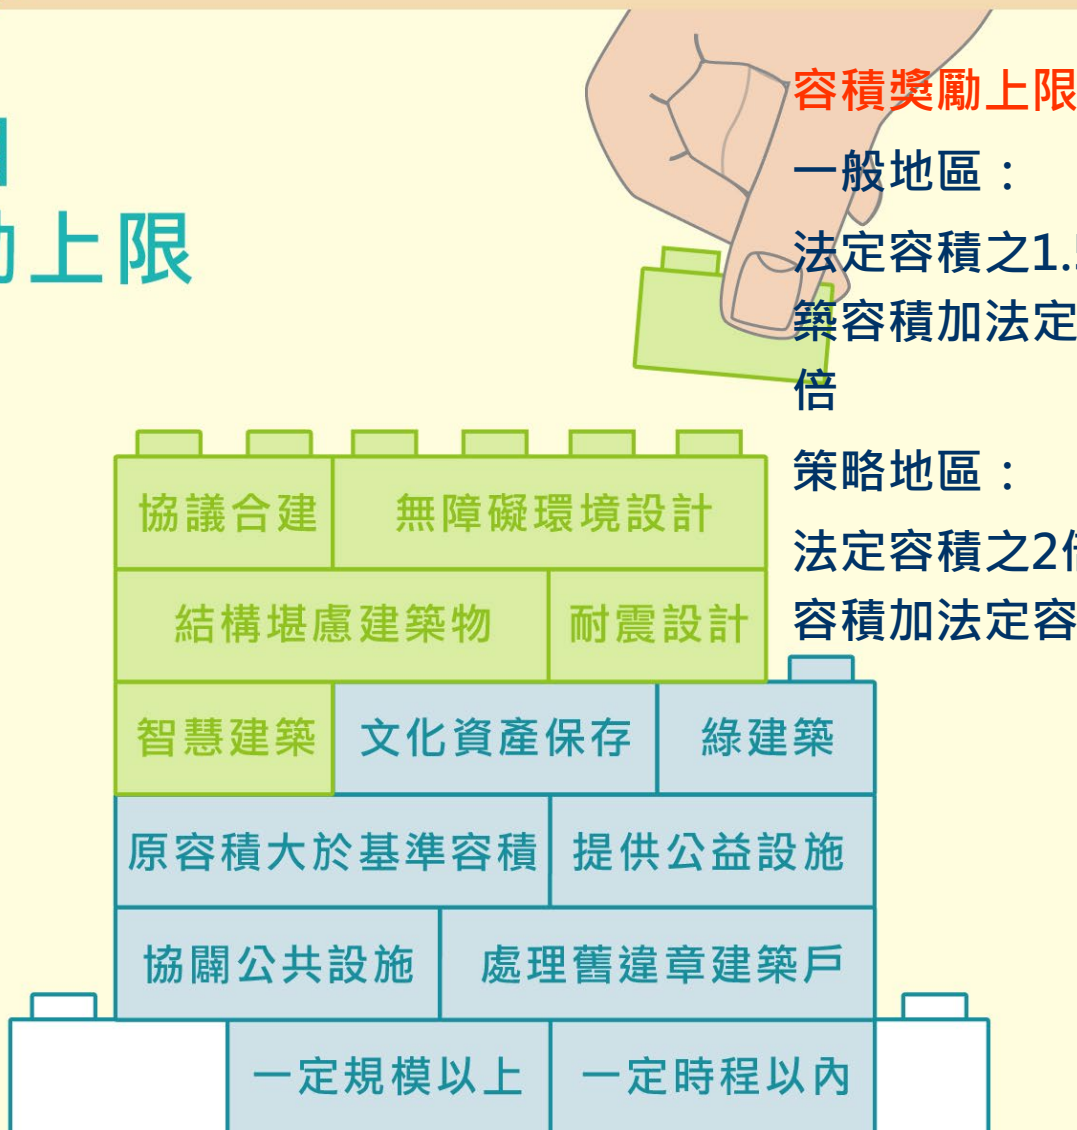 勵上限
容積獎勵上限
一般地區：
法定容積之1.5
築容積加法定
倍
策略地區：
法定容積之2倍
容積加法定容
協議合建
無障礙環境設計
結構堪慮建築物
耐震設計
智慧建築
文化資產保存
綠建築
原容積大於基準容積
提供公益設施
協闢公共設施
處理舊違章建築戶
一定規模以上
一定時程以內